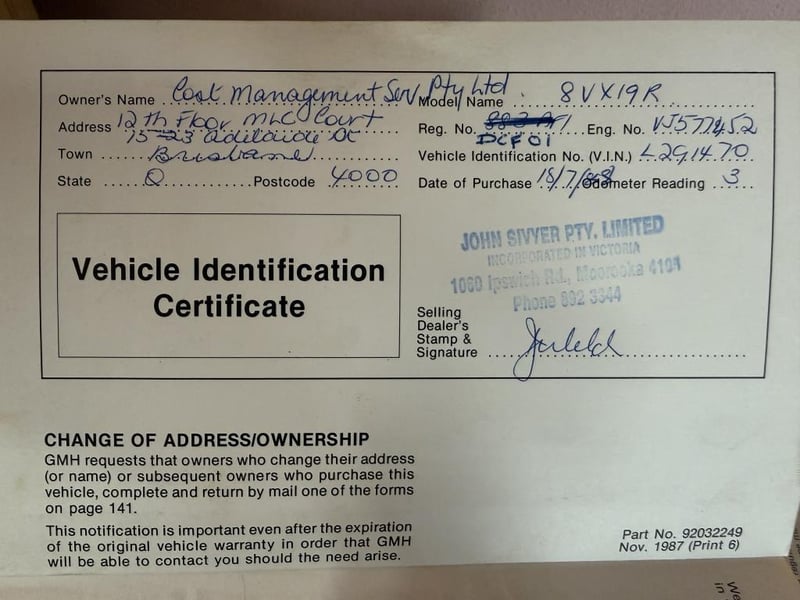 Owner's Name Cost Management Serv Pty Ltd.
Address 12th Floor MLC Court
15-23 Adelaide St
Town Brisbane
State Q Postcode 4000
Model Name 8VX19R
Reg. No. Eng. No. VJ577452
DCF01
Vehicle Identification No. (V.I.N.) L291470
Date of Purchase 18/7/88 Odometer Reading 3
Vehicle Identification
Certificate
JOHN SIVYER PTY. LIMITED
INCORPORATED IN VICTORIA
1060 Ipswich Rd., Moorooka 4104
Phone 892 3344
Selling
Dealer's
Stamp &
Signature
CHANGE OF ADDRESS/OWNERSHIP
GMH requests that owners who change their address
(or name) or subsequent owners who purchase this
vehicle, complete and return by mail one of the forms
on page 141.
This notification is important even after the expiration
of the original vehicle warranty in order that GMH
will be able to contact you should the need arise.
Part No. 92032249
Nov. 1987 (Print 6)